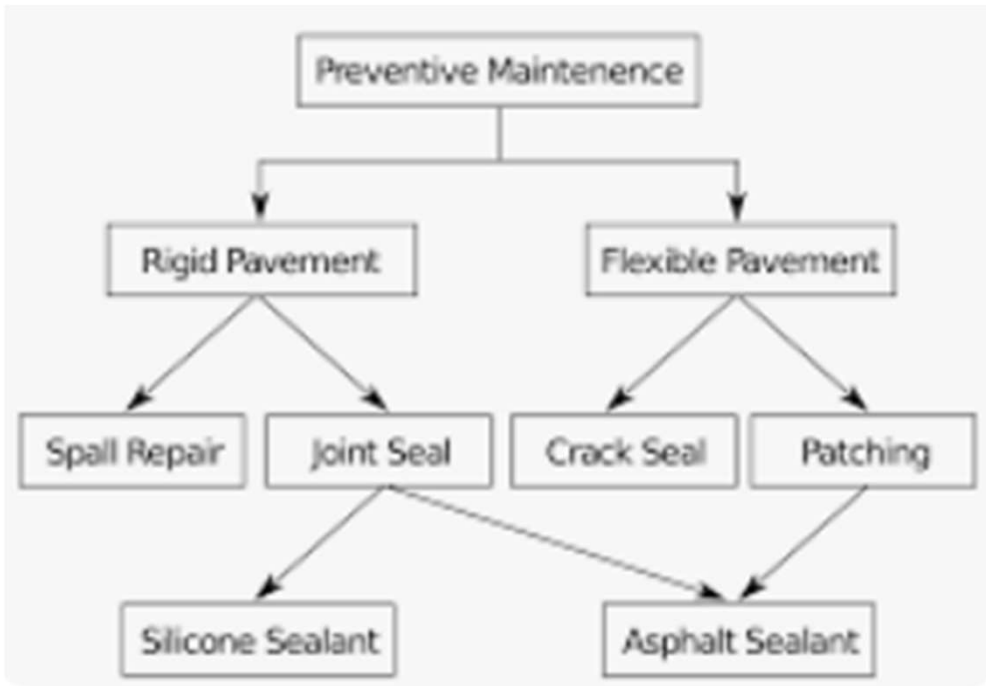 Preventive Maintenence
Rigid Pavement
Flexible Pavement
Spall Repair
Joint Seal
Crack Seal
Patching
Silicone Sealant
Asphalt Sealant